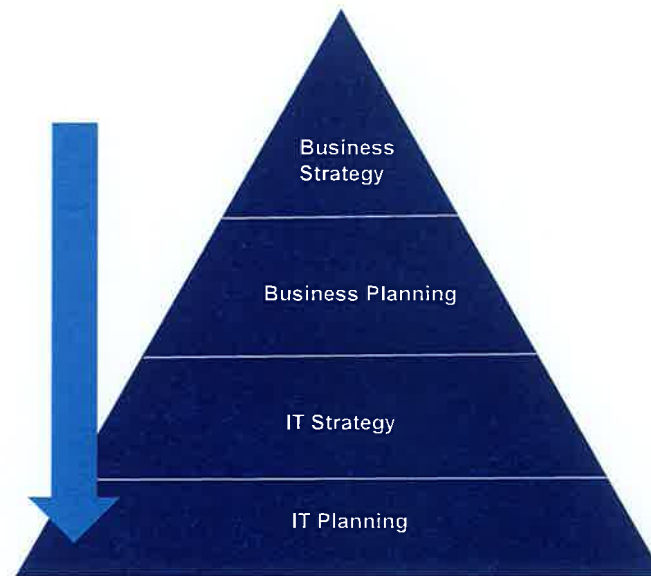 Business
Strategy
Business Planning
IT Strategy
IT Planning